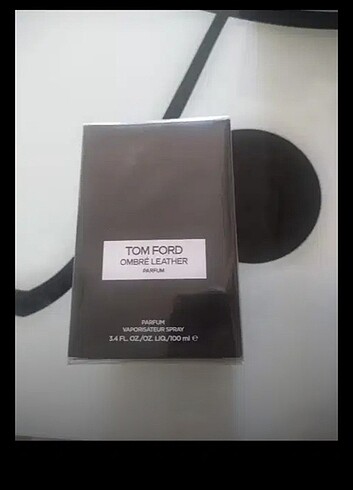 TOM FORD
OMBRÉ LEATHER
PARFUM
PARFUM
VAPORISATEUR SPRAY
3.4 FL. OZ./OZ. LIQ./100 ml ℮